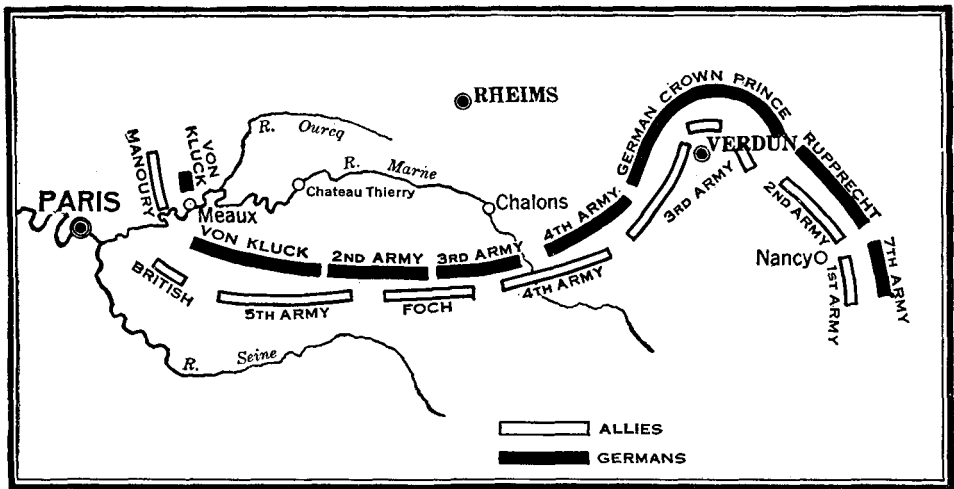 GERMAN CROWN PRINCE
RHEIMS
R. Ourcq
VON KLUCK
MANOURY
VERDUN
RUPPRECHT
R. Marne
Chateau Thierry
PARIS
Meaux
Chalons
3RD ARMY
2ND ARMY
4TH ARMY
VON KLUCK
2ND ARMY
3RD ARMY
Nancy
7TH ARMY
BRITISH
5TH ARMY
FOCH
4TH ARMY
1ST ARMY
R. Seine
ALLIES
GERMANS